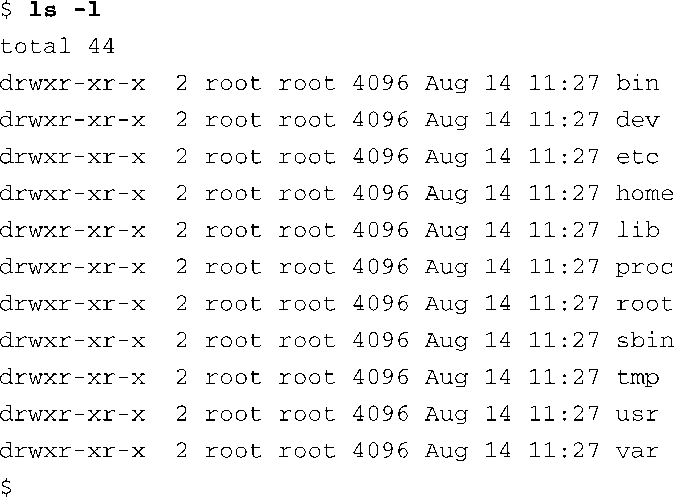 $ ls -l
total 44
drwxr-xr-x  2 root root 4096 Aug 14 11:27 bin
drwxr-xr-x  2 root root 4096 Aug 14 11:27 dev
drwxr-xr-x  2 root root 4096 Aug 14 11:27 etc
drwxr-xr-x  2 root root 4096 Aug 14 11:27 home
drwxr-xr-x  2 root root 4096 Aug 14 11:27 lib
drwxr-xr-x  2 root root 4096 Aug 14 11:27 proc
drwxr-xr-x  2 root root 4096 Aug 14 11:27 root
drwxr-xr-x  2 root root 4096 Aug 14 11:27 sbin
drwxr-xr-x  2 root root 4096 Aug 14 11:27 tmp
drwxr-xr-x  2 root root 4096 Aug 14 11:27 usr
drwxr-xr-x  2 root root 4096 Aug 14 11:27 var
$